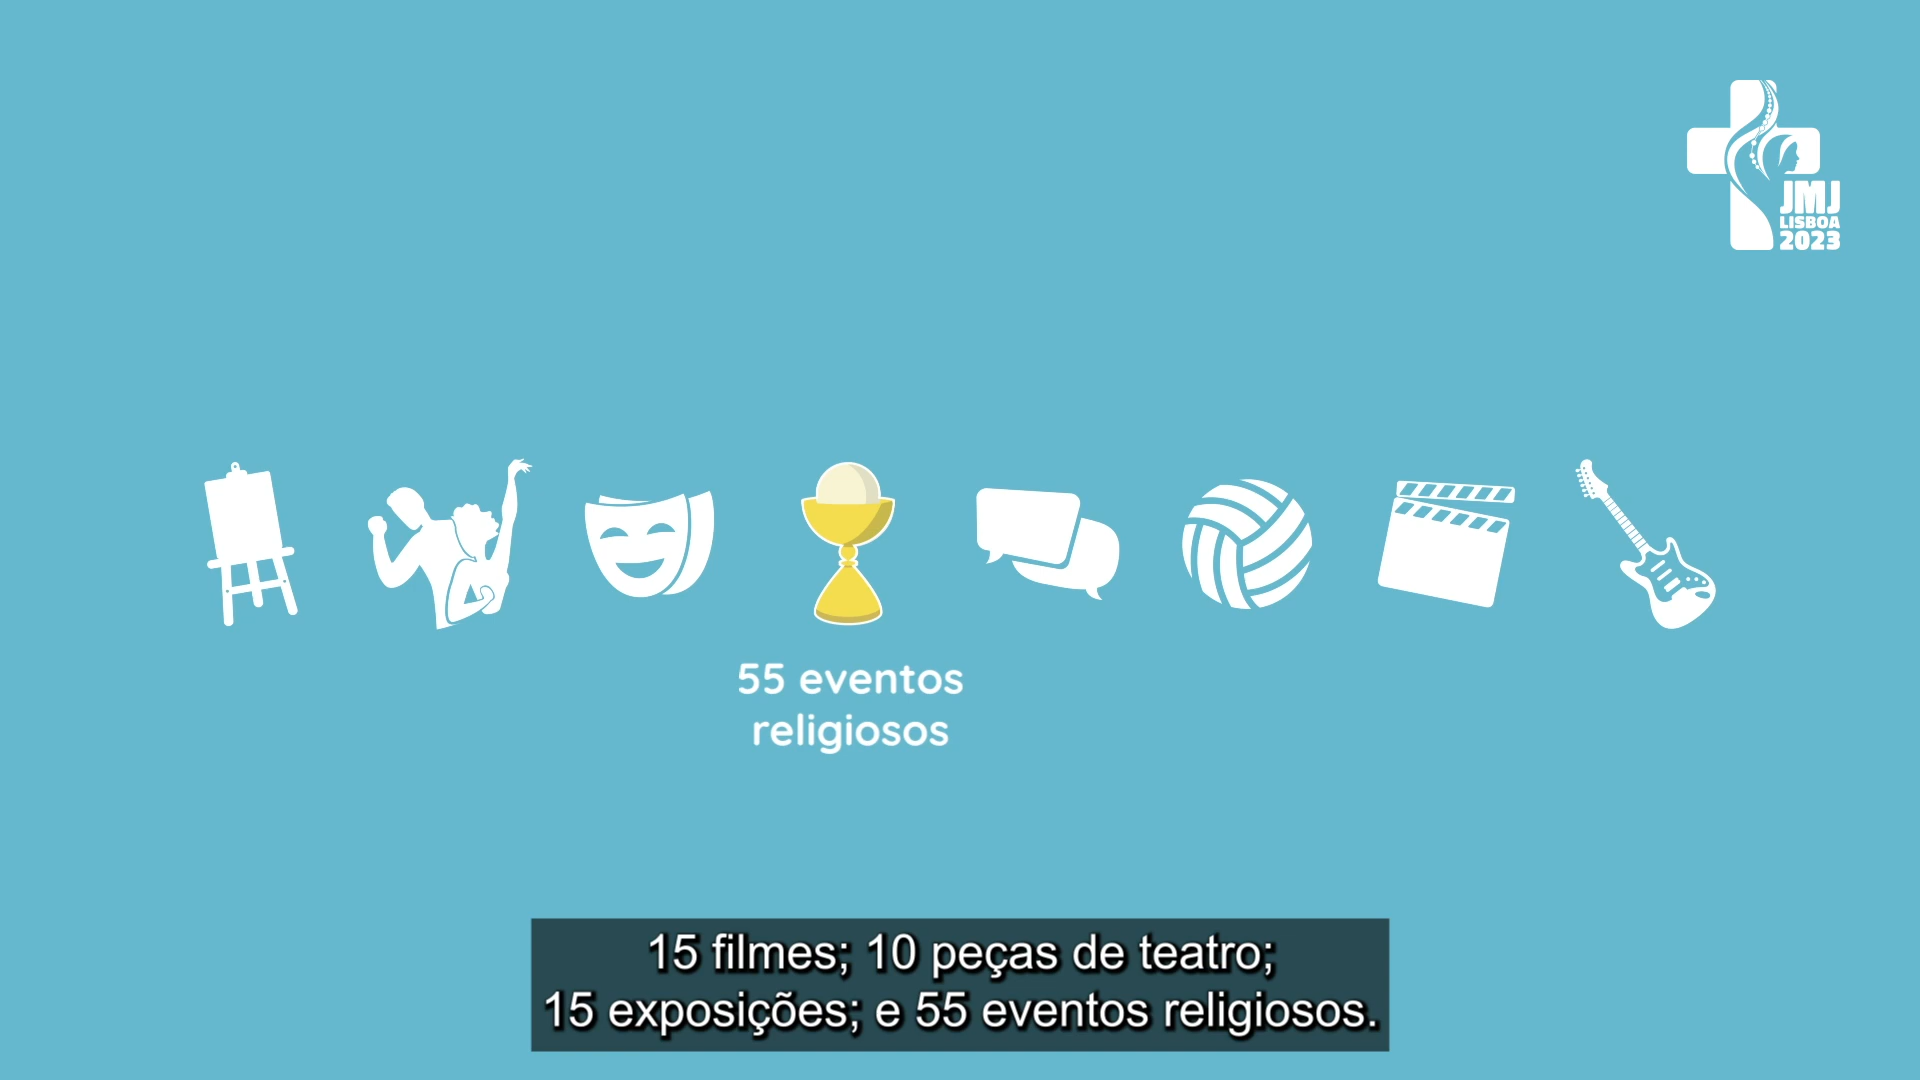 JMJ
LISBOA
2023
55 eventos
religiosos
15 filmes; 10 peças de teatro;
15 exposições; e 55 eventos religiosos.